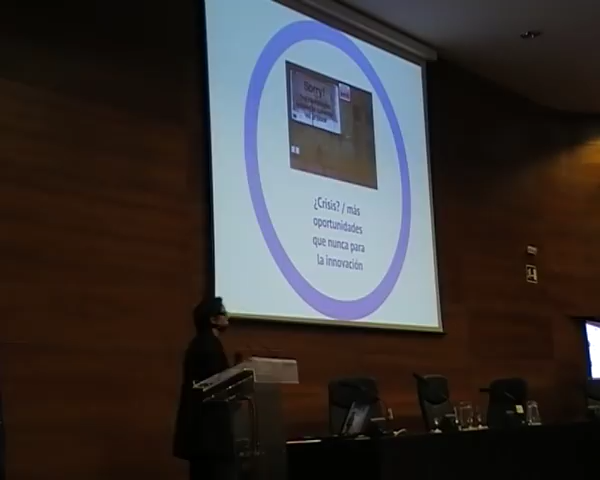 Sorry!
¿Crisis? / más
oportunidades
que nunca para
la innovación